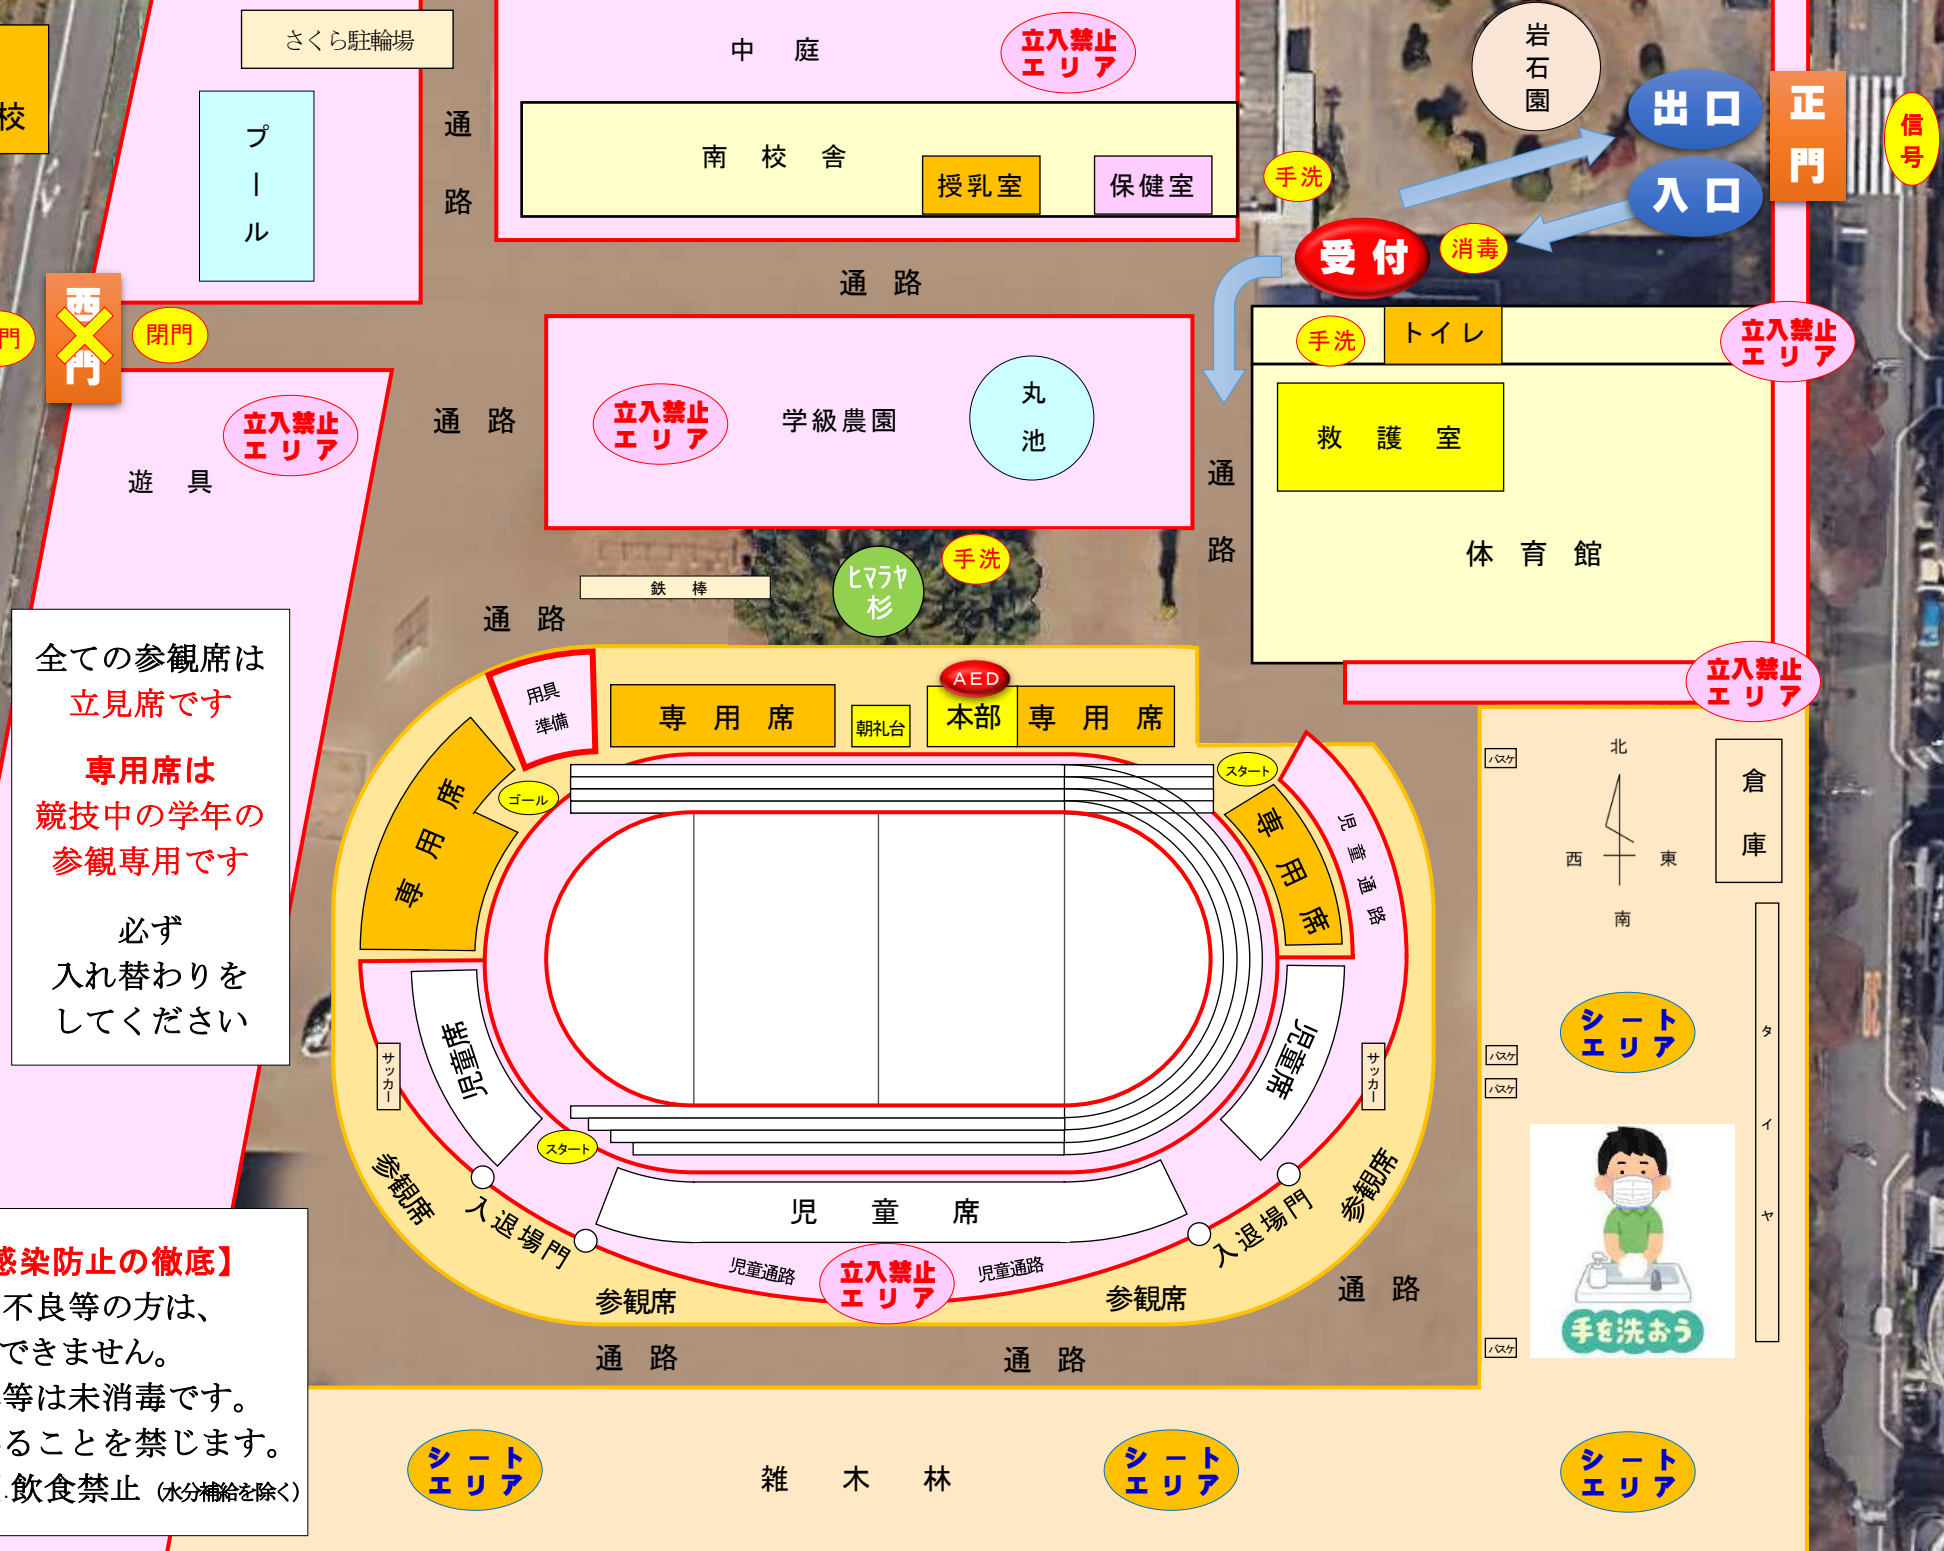 さくら駐輪場
校
プール
通路
中庭
立入禁止
エリア
南校舎
授乳室
保健室
岩石園
出口
入口
正門
信号
手洗
受付
消毒
通路
西門
門
閉門
立入禁止
エリア
遊具
通路
立入禁止
エリア
学級農園
丸池
通路
手洗
トイレ
立入禁止
エリア
救護室
体育館
立入禁止
エリア
鉄棒
ヒマラヤ
杉
手洗
通路
全ての参観席は
立見席です
専用席は
競技中の学年の
参観専用です
必ず
入れ替わりを
してください
用具
準備
専用席
朝礼台
AED
本部
専用席
ゴール
スタート
専用席
専用席
児童通路
児童席
児童席
サッカー
サッカー
スタート
児童席
児童通路
立入禁止
エリア
児童通路
入退場門
入退場門
参観席
参観席
参観席
参観席
通路
通路
通路
バスケ
バスケ
バスケ
バスケ
北
西
東
南
倉庫
タイヤ
シート
エリア
手を洗おう
感染防止の徹底】
不良等の方は、
できません。
等は未消毒です。
ることを禁じます。
飲食禁止(水分補給を除く)
シート
エリア
雑木林
シート
エリア
シート
エリア